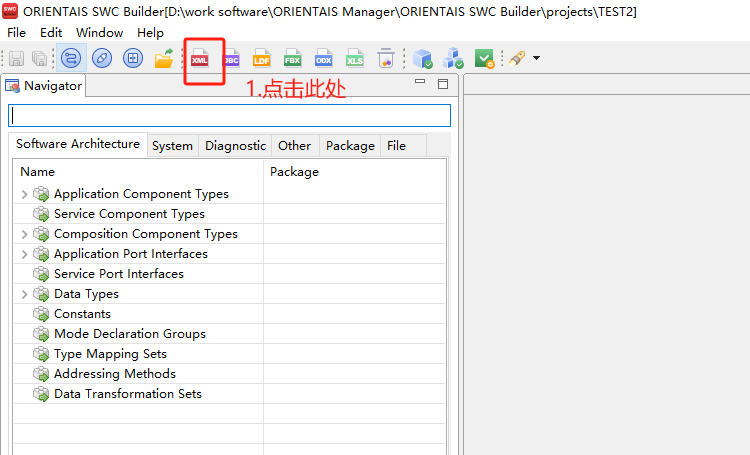 ORIENTAIS SWC Builder[D:\work software\ORIENTAIS Manager\ORIENTAIS SWC Builder\projects\TEST2]
File Edit Window Help
XML DBC LDF FBX ODX XLS
1.点击此处
Navigator
Software Architecture System Diagnostic Other Package File
Name Package
Application Component Types
Service Component Types
Composition Component Types
Application Port Interfaces
Service Port Interfaces
Data Types
Constants
Mode Declaration Groups
Type Mapping Sets
Addressing Methods
Data Transformation Sets